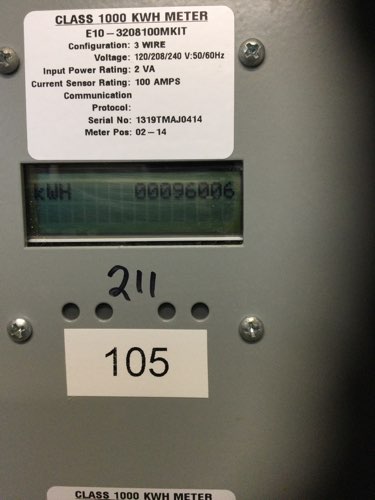 CLASS 1000 KWH METER
E10-3208100MKIT
Configuration: 3 WIRE
Voltage: 120/208/240 V:50/60Hz
Input Power Rating: 2 VA
Current Sensor Rating: 100 AMPS
Communication
Protocol:
Serial No: 1319TMAJ0414
Meter Pos: 02-14
kWH 00096006
211
105
CLASS 1000 KWH METER